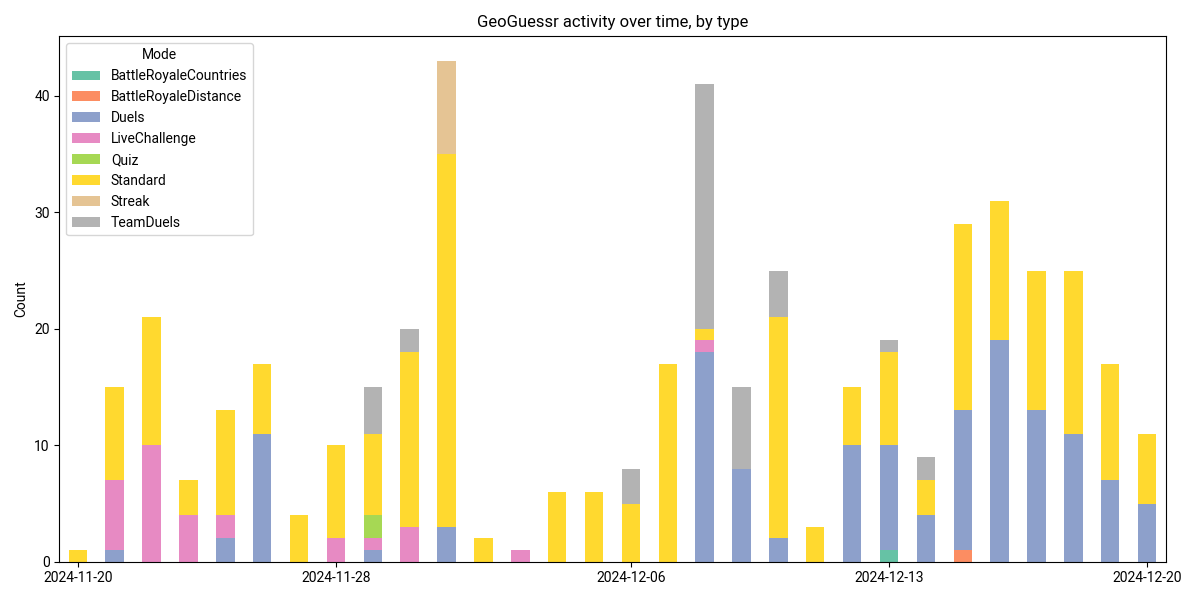 GeoGuessr activity over time, by type
Mode
BattleRoyaleCountries
BattleRoyaleDistance
Duels
LiveChallenge
Quiz
Standard
Streak
TeamDuels
Count
40
30
20
10
0
2024-11-20 2024-11-28 2024-12-06 2024-12-13 2024-12-20